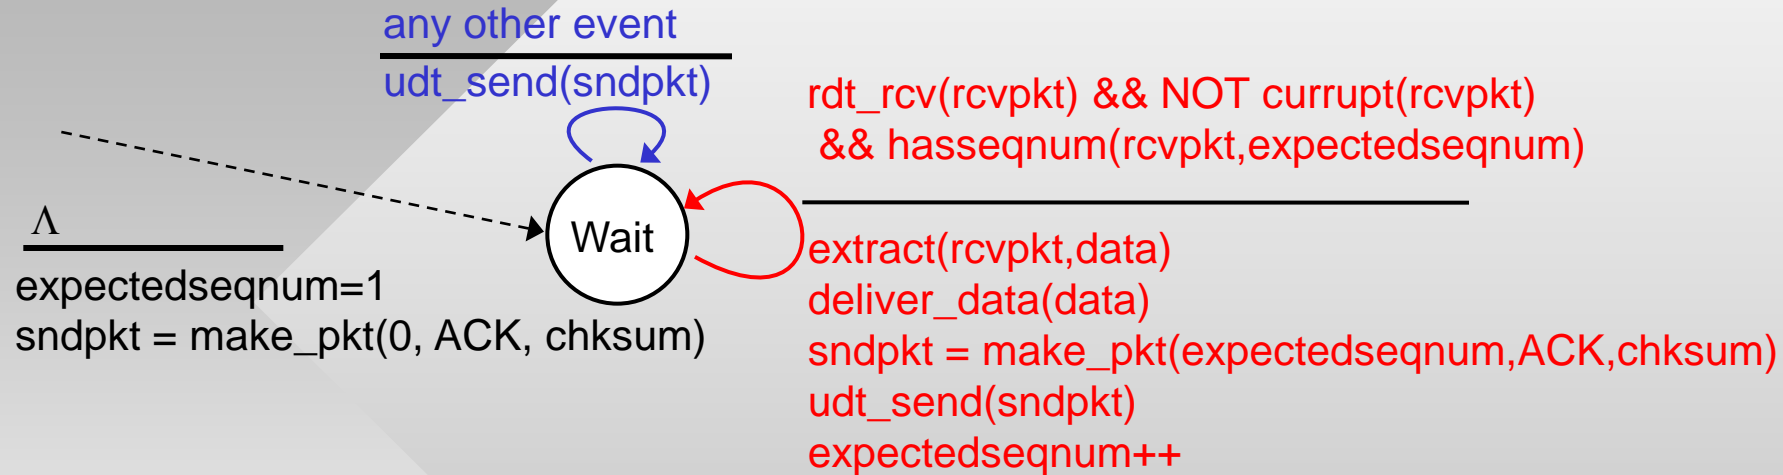 any other event
udt_send(sndpkt)
rdt_rcv(rcvpkt) && NOT currupt(rcvpkt)
&& hasseqnum(rcvpkt,expectedseqnum)
Λ
Wait
expectedseqnum=1
sndpkt = make_pkt(0, ACK, chksum)
extract(rcvpkt,data)
deliver_data(data)
sndpkt = make_pkt(expectedseqnum,ACK,chksum)
udt_send(sndpkt)
expectedseqnum++